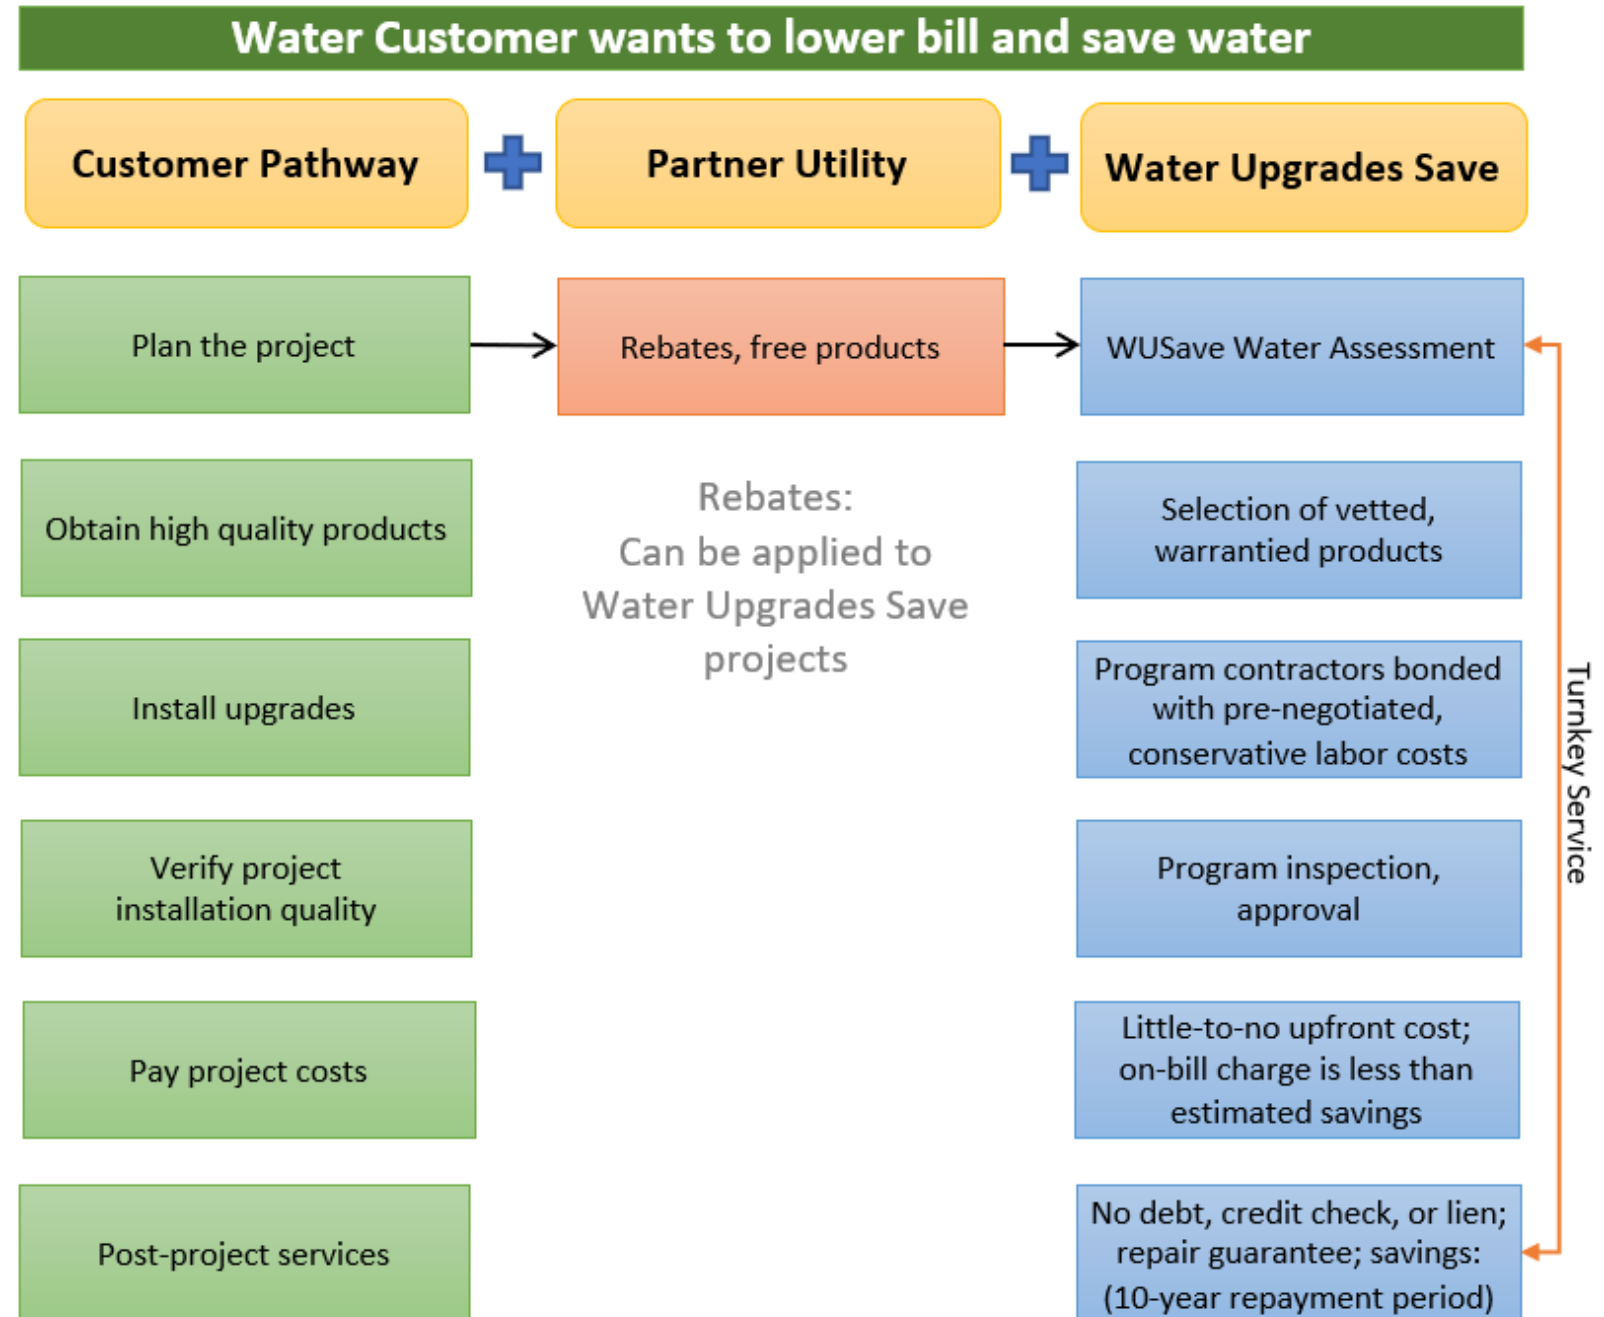 Water Customer wants to lower bill and save water
Customer Pathway
Partner Utility
Water Upgrades Save
Plan the project
Rebates, free products
WUSave Water Assessment
Obtain high quality products
Rebates:
Can be applied to
Water Upgrades Save
projects
Selection of vetted,
warrantied products
Install upgrades
Program contractors bonded
with pre-negotiated,
conservative labor costs
Verify project
installation quality
Program inspection,
approval
Pay project costs
Little-to-no upfront cost;
on-bill charge is less than
estimated savings
Post-project services
No debt, credit check, or lien;
repair guarantee; savings:
(10-year repayment period)
Turnkey Service